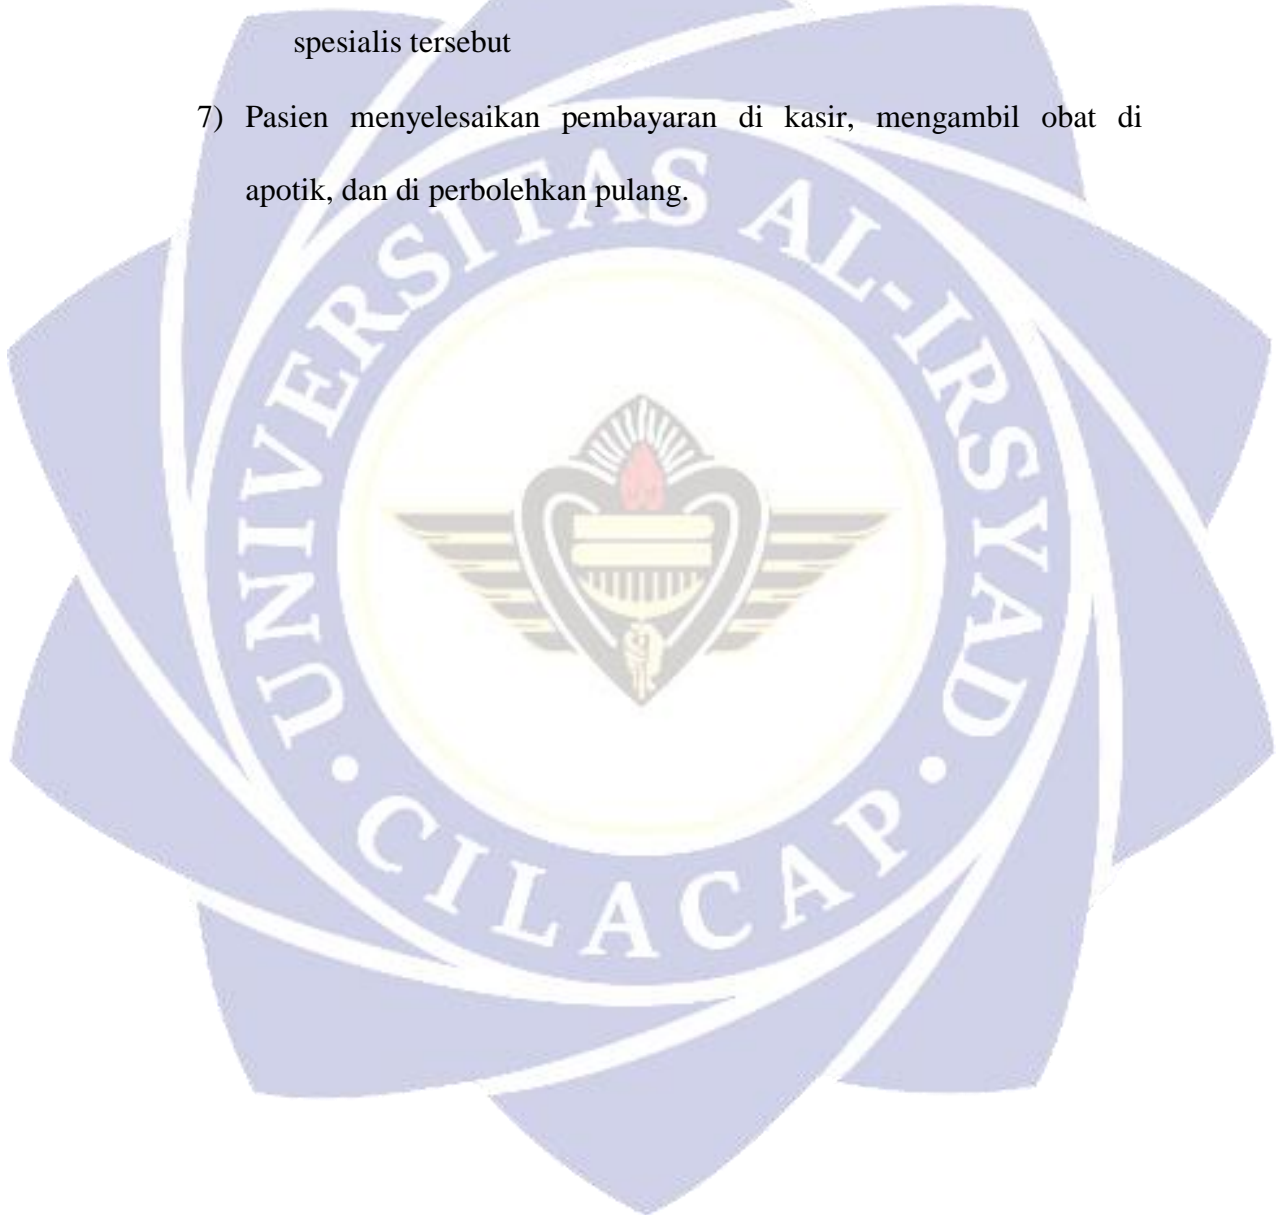 spesialis tersebut
7) Pasien menyelesaikan pembayaran di kasir, mengambil obat di
apotik, dan di perbolehkan pulang.
UNIVERSITAS AL-IRSYAD
• CILACAP •